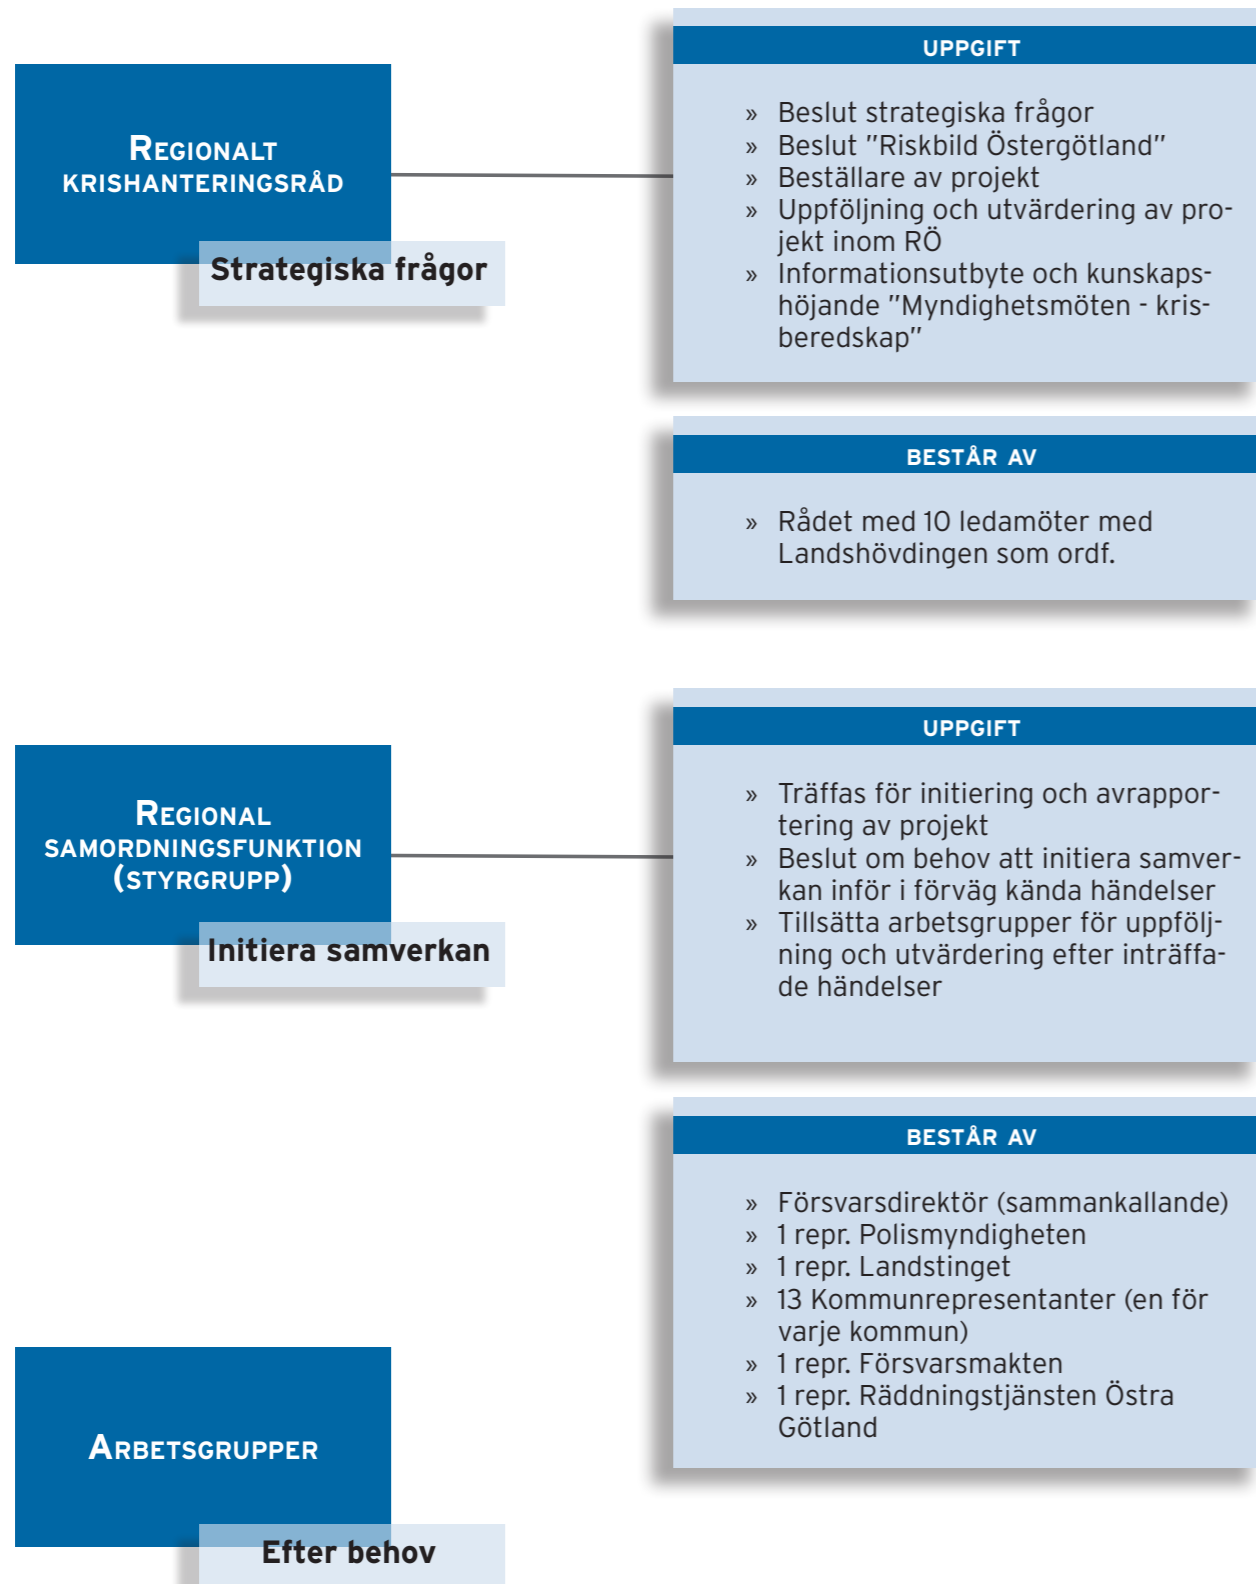 REGIONALT
KRISHANTERINGSRÅD
Strategiska frågor
UPPGIFT
» Beslut strategiska frågor
» Beslut ”Riskbild Östergötland”
» Beställare av projekt
» Uppföljning och utvärdering av pro-
jekt inom RÖ
» Informationsutbyte och kunskaps-
höjande ”Myndighetsmöten - kris-
beredskap”
BESTÅR AV
» Rådet med 10 ledamöter med
Landshövdingen som ordf.
REGIONAL
SAMORDNINGSFUNKTION
(STYRGRUPP)
Initiera samverkan
UPPGIFT
» Träffas för initiering och avrappor-
tering av projekt
» Beslut om behov att initiera samver-
kan inför i förväg kända händelser
» Tillsätta arbetsgrupper för uppfölj-
ning och utvärdering efter inträffa-
de händelser
BESTÅR AV
» Försvarsdirektör (sammankallande)
» 1 repr. Polismyndigheten
» 1 repr. Landstinget
» 13 Kommunrepresentanter (en för
varje kommun)
» 1 repr. Försvarsmakten
» 1 repr. Räddningstjänsten Östra
Götland
ARBETSGRUPPER
Efter behov